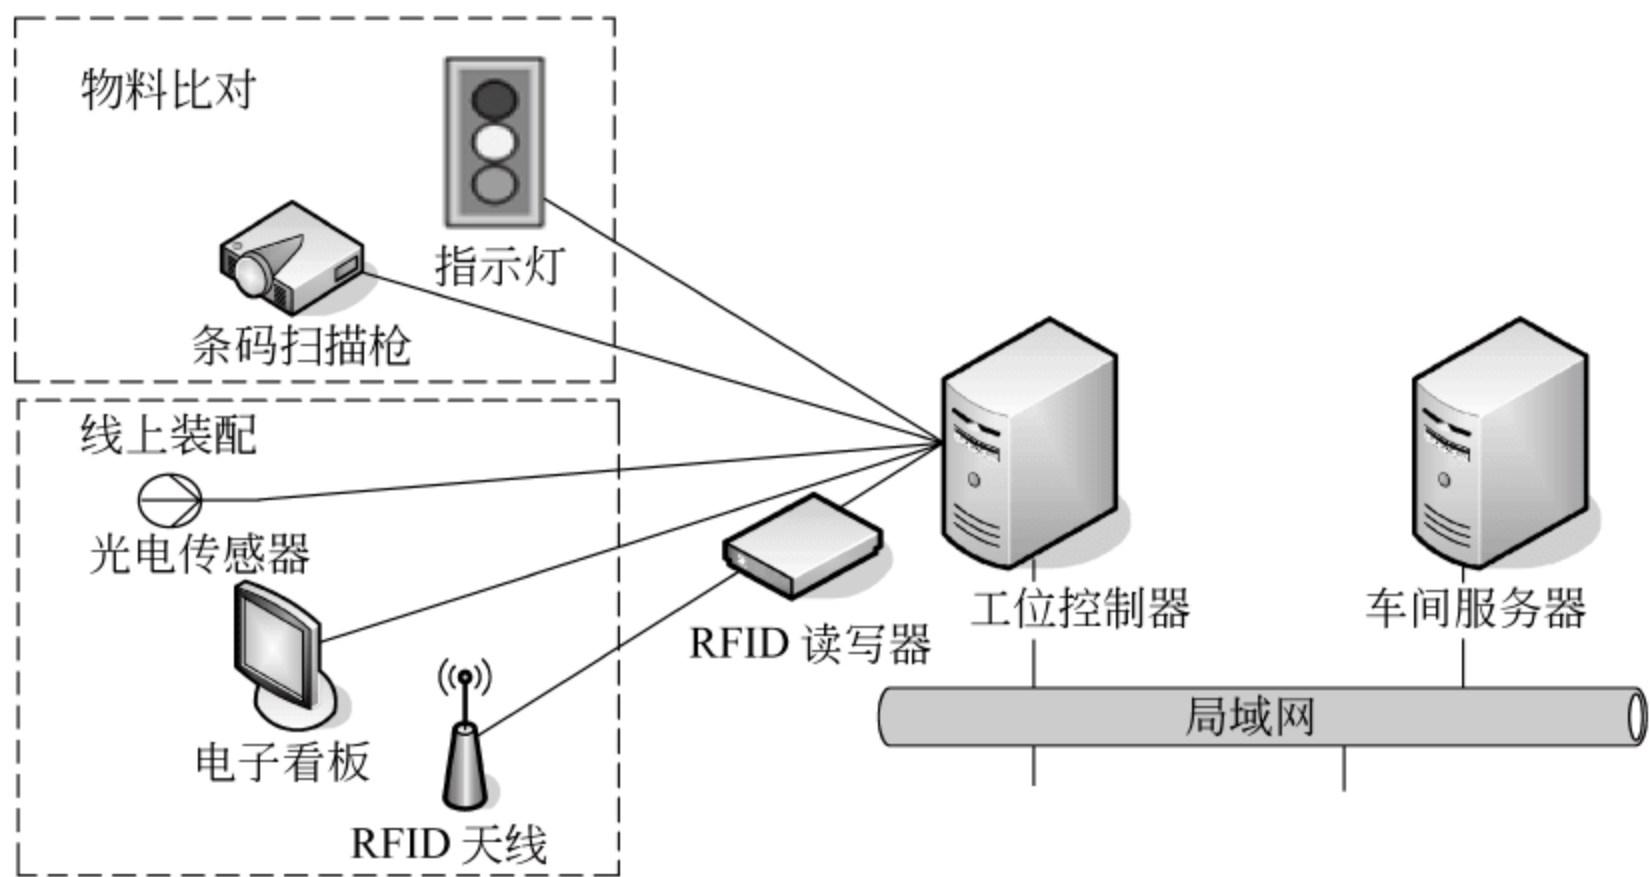 物料比对
指示灯
条码扫描枪
线上装配
光电传感器
电子看板
RFID 天线
RFID 读写器
工位控制器
车间服务器
局域网